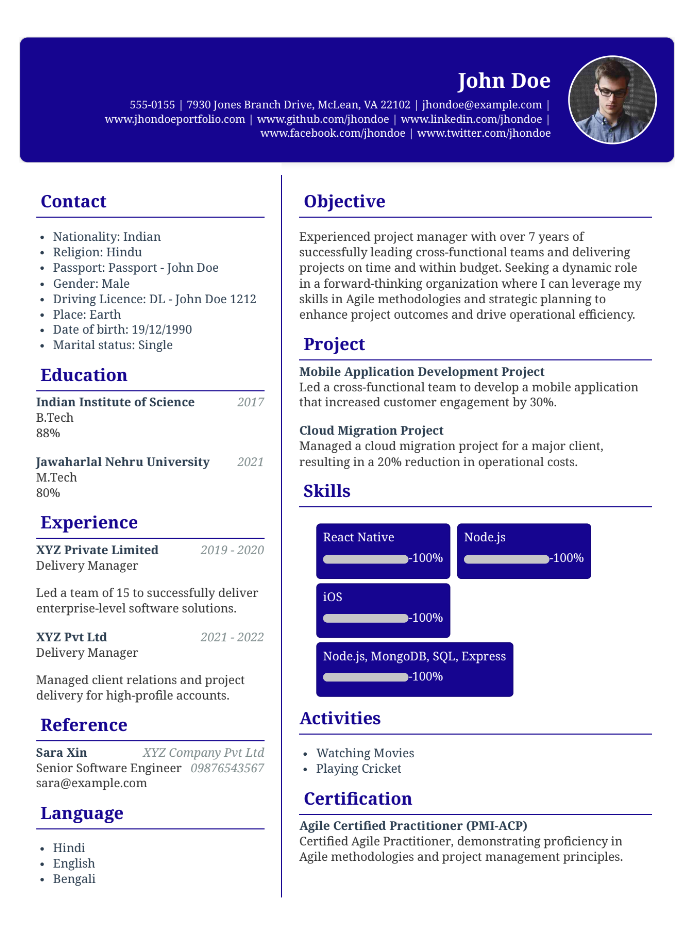 John Doe
555-0155 | 7930 Jones Branch Drive, McLean, VA 22102 | jhondoe@example.com |
www.jhondoeportfolio.com | www.github.com/jhondoe | www.linkedin.com/jhondoe |
www.facebook.com/jhondoe | www.twitter.com/jhondoe
Contact
• Nationality: Indian
• Religion: Hindu
• Passport: Passport - John Doe
• Gender: Male
• Driving Licence: DL - John Doe 1212
• Place: Earth
• Date of birth: 19/12/1990
• Marital status: Single
Education
Indian Institute of Science 2017
B.Tech
88%
Jawaharlal Nehru University 2021
M.Tech
80%
Experience
XYZ Private Limited 2019 - 2020
Delivery Manager
Led a team of 15 to successfully deliver
enterprise-level software solutions.
XYZ Pvt Ltd 2021 - 2022
Delivery Manager
Managed client relations and project
delivery for high-profile accounts.
Reference
Sara Xin XYZ Company Pvt Ltd
Senior Software Engineer 09876543567
sara@example.com
Language
• Hindi
• English
• Bengali
Objective
Experienced project manager with over 7 years of
successfully leading cross-functional teams and delivering
projects on time and within budget. Seeking a dynamic role
in a forward-thinking organization where I can leverage my
skills in Agile methodologies and strategic planning to
enhance project outcomes and drive operational efficiency.
Project
Mobile Application Development Project
Led a cross-functional team to develop a mobile application
that increased customer engagement by 30%.
Cloud Migration Project
Managed a cloud migration project for a major client,
resulting in a 20% reduction in operational costs.
Skills
React Native
-100%
Node.js
-100%
iOS
-100%
Node.js, MongoDB, SQL, Express
-100%
Activities
• Watching Movies
• Playing Cricket
Certification
Agile Certified Practitioner (PMI-ACP)
Certified Agile Practitioner, demonstrating proficiency in
Agile methodologies and project management principles.